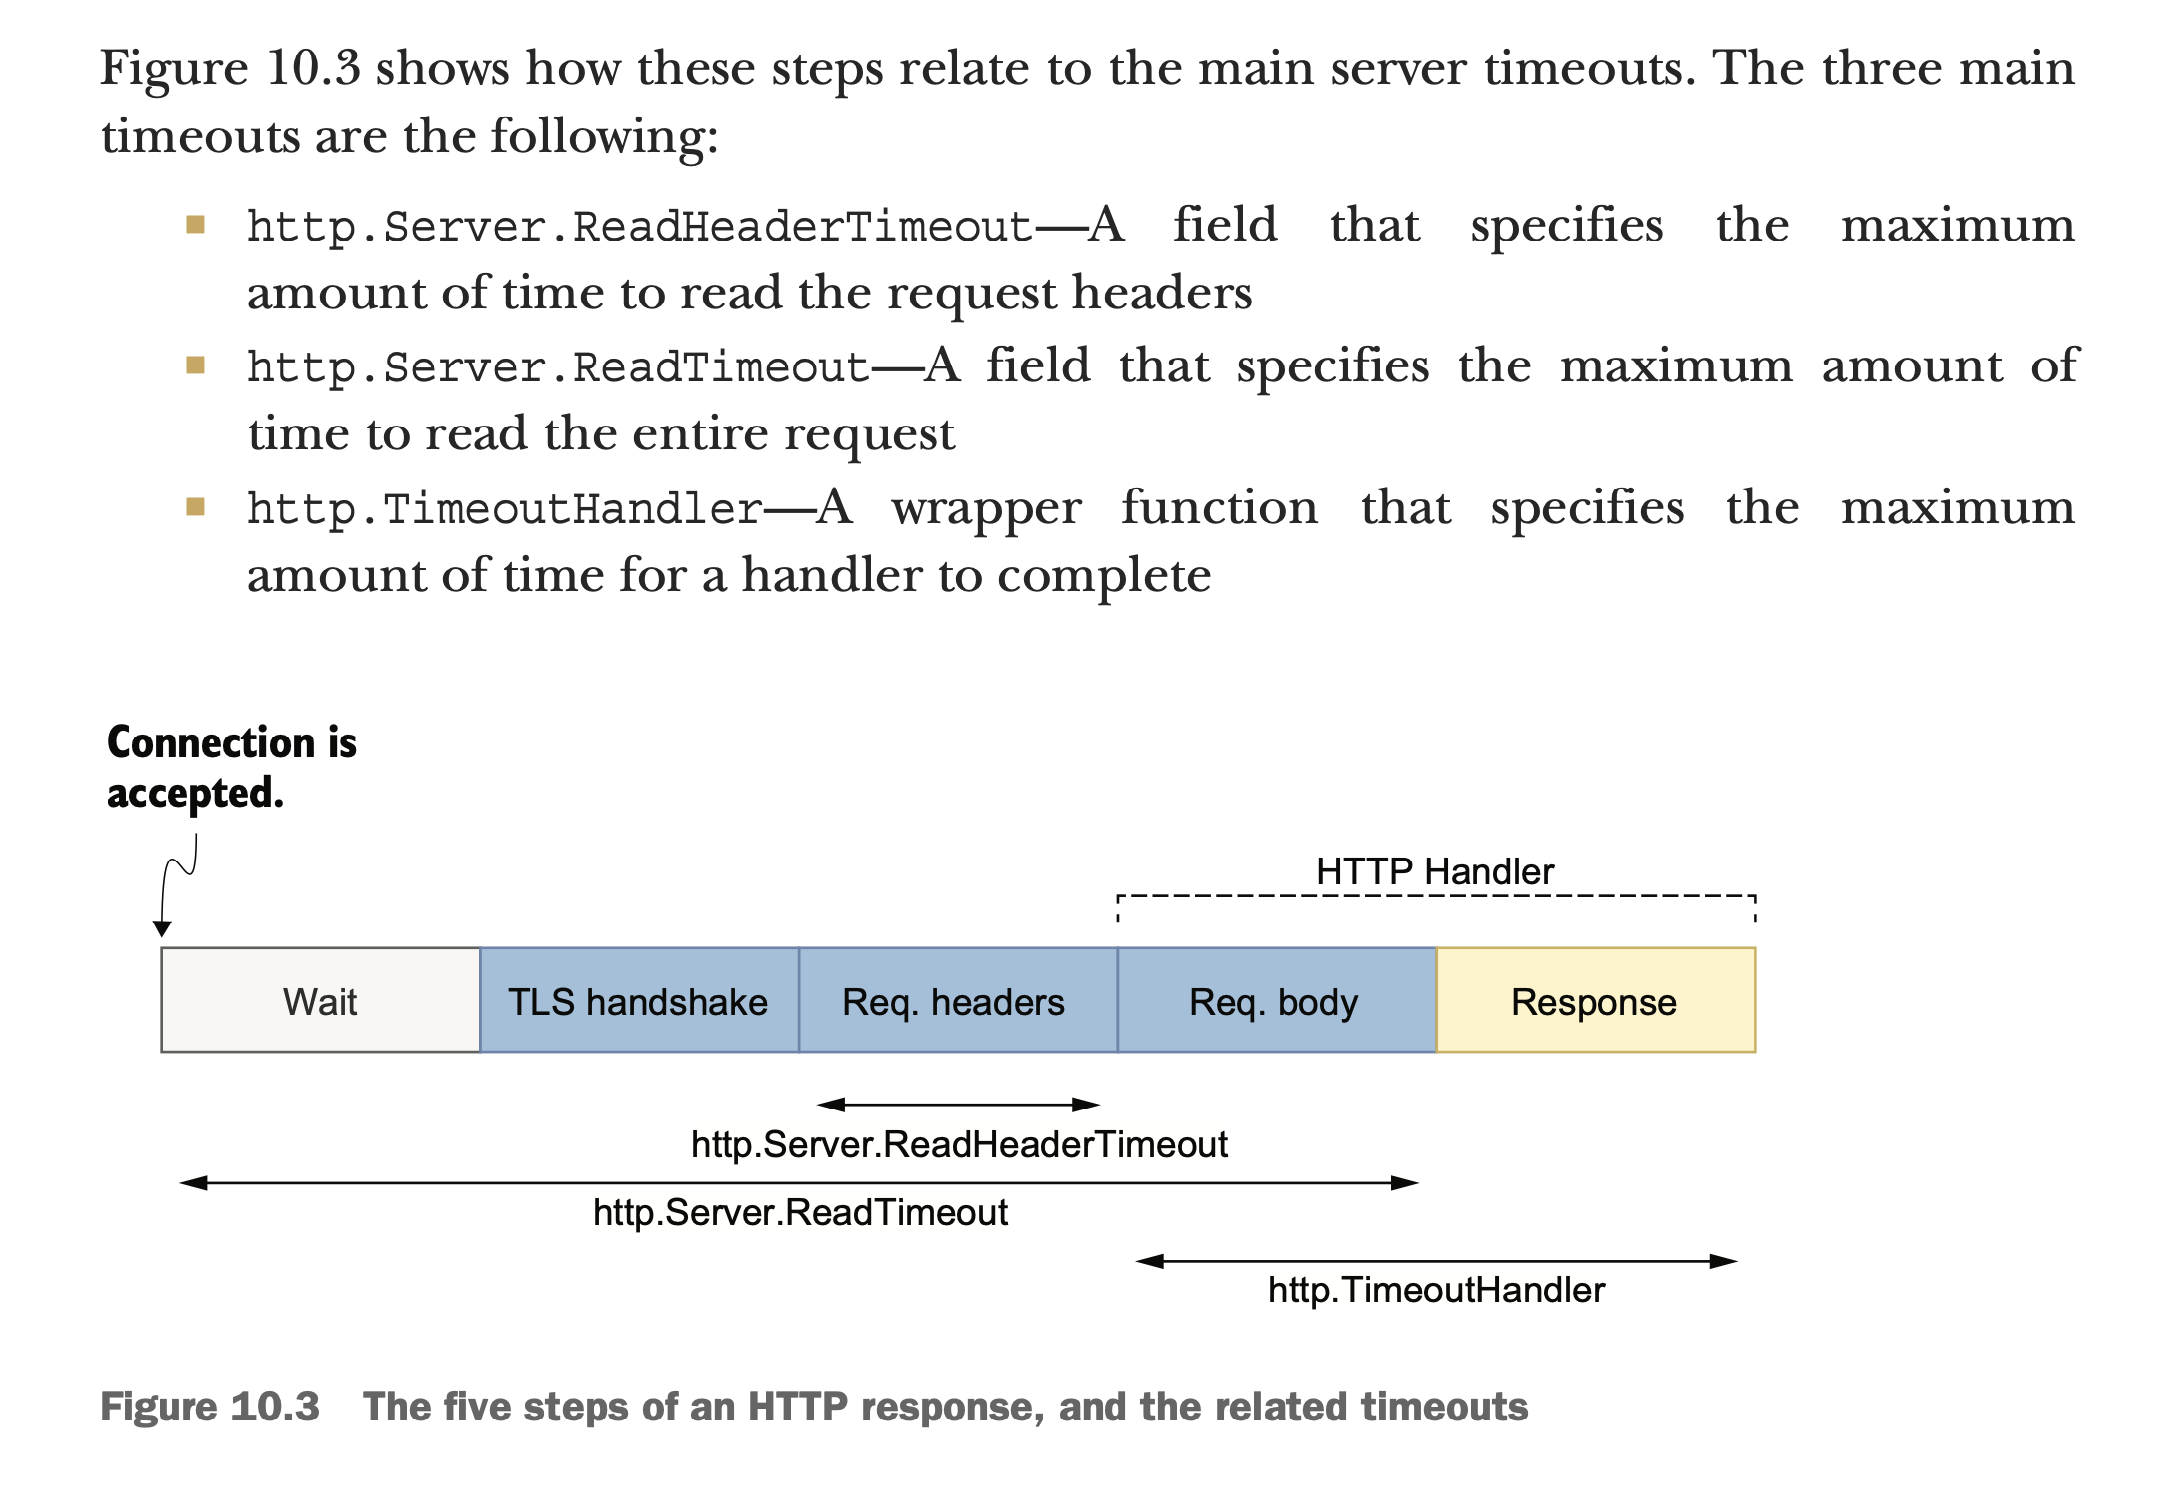 Figure 10.3 shows how these steps relate to the main server timeouts. The three main
timeouts are the following:
■ http.Server.ReadHeaderTimeout—A field that specifies the maximum
amount of time to read the request headers
■ http.Server.ReadTimeout—A field that specifies the maximum amount of
time to read the entire request
■ http.TimeoutHandler—A wrapper function that specifies the maximum
amount of time for a handler to complete
Connection is
accepted.
HTTP Handler
Wait
TLS handshake
Req. headers
Req. body
Response
http.Server.ReadHeaderTimeout
http.Server.ReadTimeout
http.TimeoutHandler
Figure 10.3 The five steps of an HTTP response, and the related timeouts